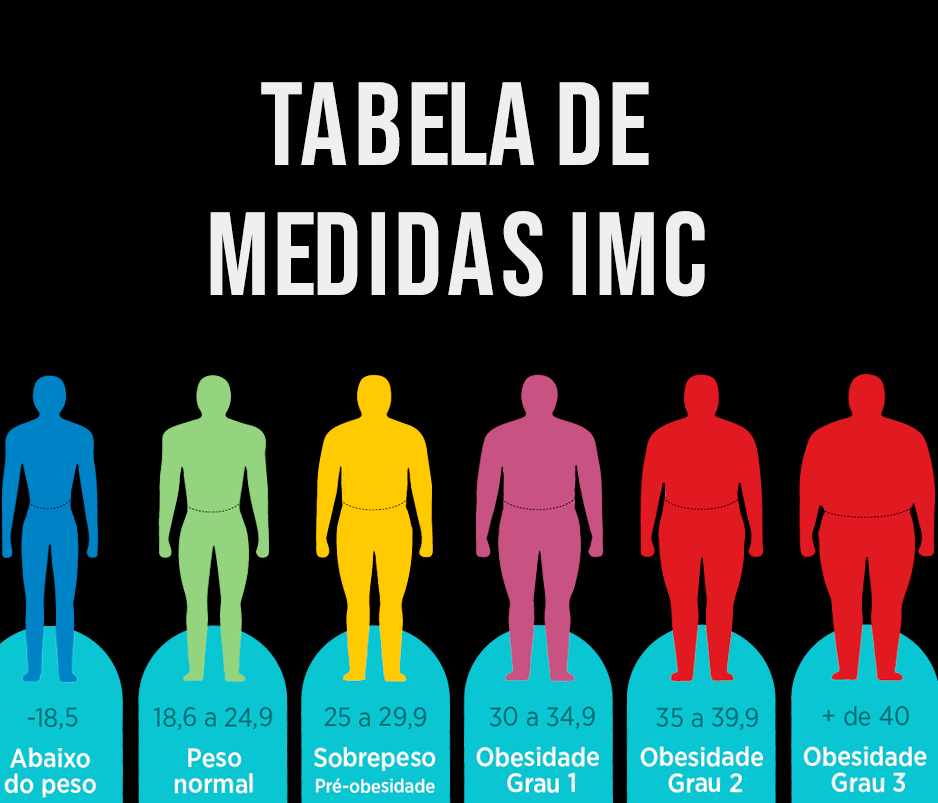 TABELA DE
MEDIDAS IMC
-18,5
Abaixo
do peso
18,6 a 24,9
Peso
normal
25 a 29,9
Sobrepeso
Pré-obesidade
30 a 34,9
Obesidade
Grau 1
35 a 39,9
Obesidade
Grau 2
+ de 40
Obesidade
Grau 3